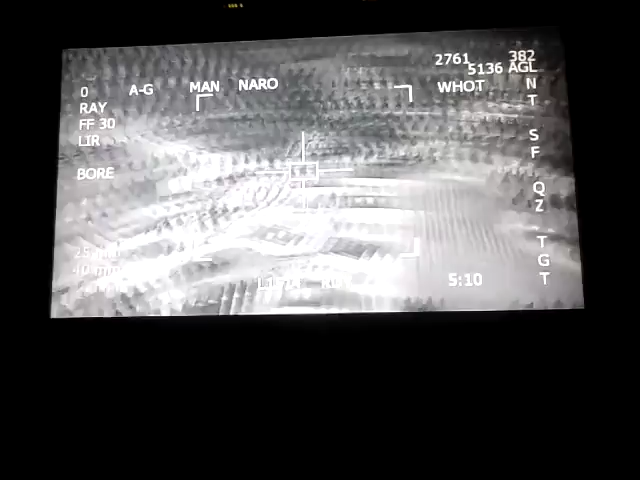 2761 382
5136 AGL
0 A-G MAN NARO WHOT N
RAY T
FF 30
LIR S
F
BORE
Q
Z
T
G
5:10 T